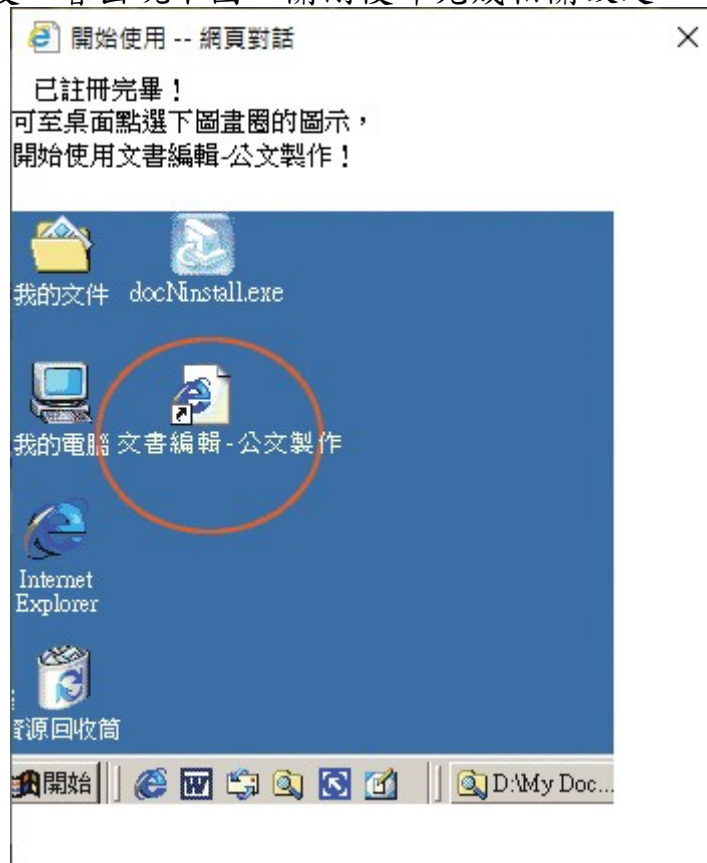 開始使用 -- 網頁對話
已註冊完畢！
可至桌面點選下圖畫圈的圖示，
開始使用文書編輯-公文製作！
我的文件 docNinstall.exe
我的電腦 文書編輯-公文製作
Internet
Explorer
資源回收筒
開始 D:\My Doc...